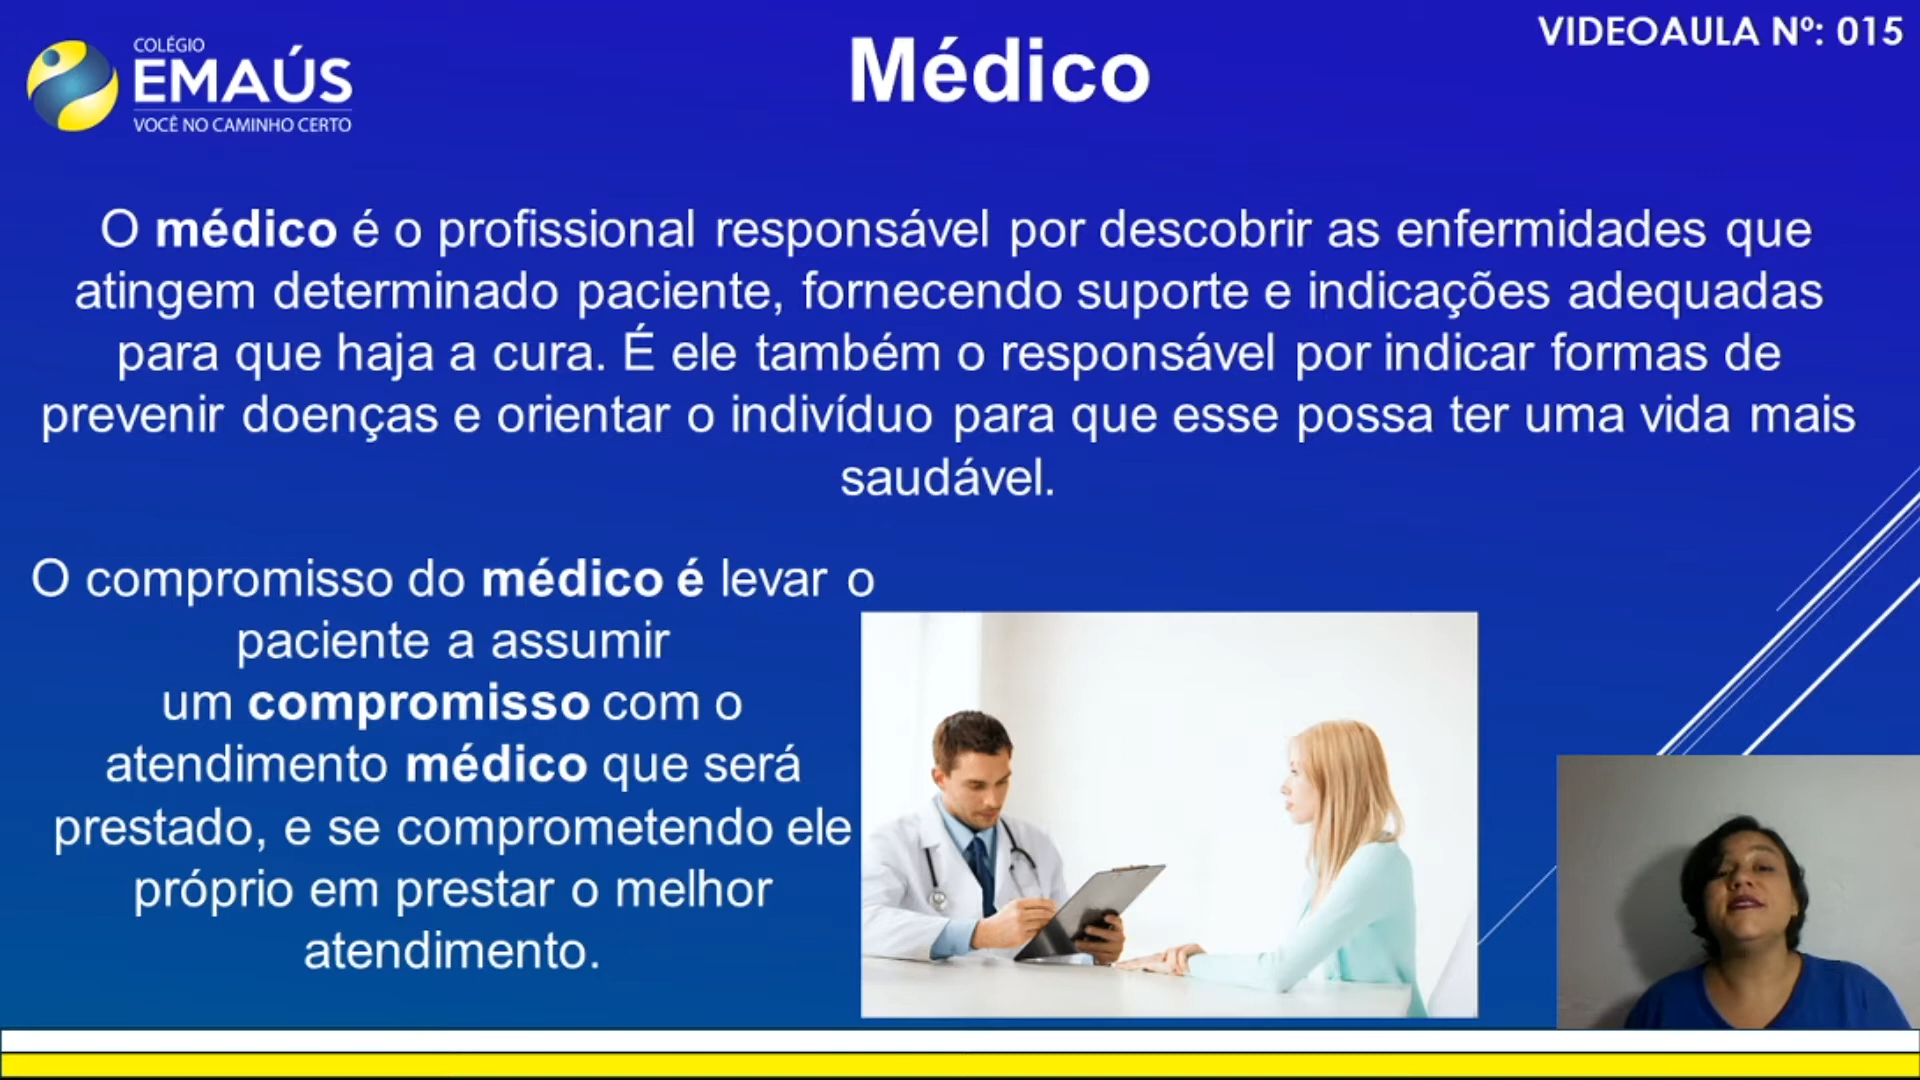 COLÉGIO
EMAÚS
VOCÊ NO CAMINHO CERTO
Médico
VIDEOAULA Nº: 015
O médico é o profissional responsável por descobrir as enfermidades que
atingem determinado paciente, fornecendo suporte e indicações adequadas
para que haja a cura. É ele também o responsável por indicar formas de
prevenir doenças e orientar o indivíduo para que esse possa ter uma vida mais
saudável.
O compromisso do médico é levar o
paciente a assumir
um compromisso com o
atendimento médico que será
prestado, e se comprometendo ele
próprio em prestar o melhor
atendimento.